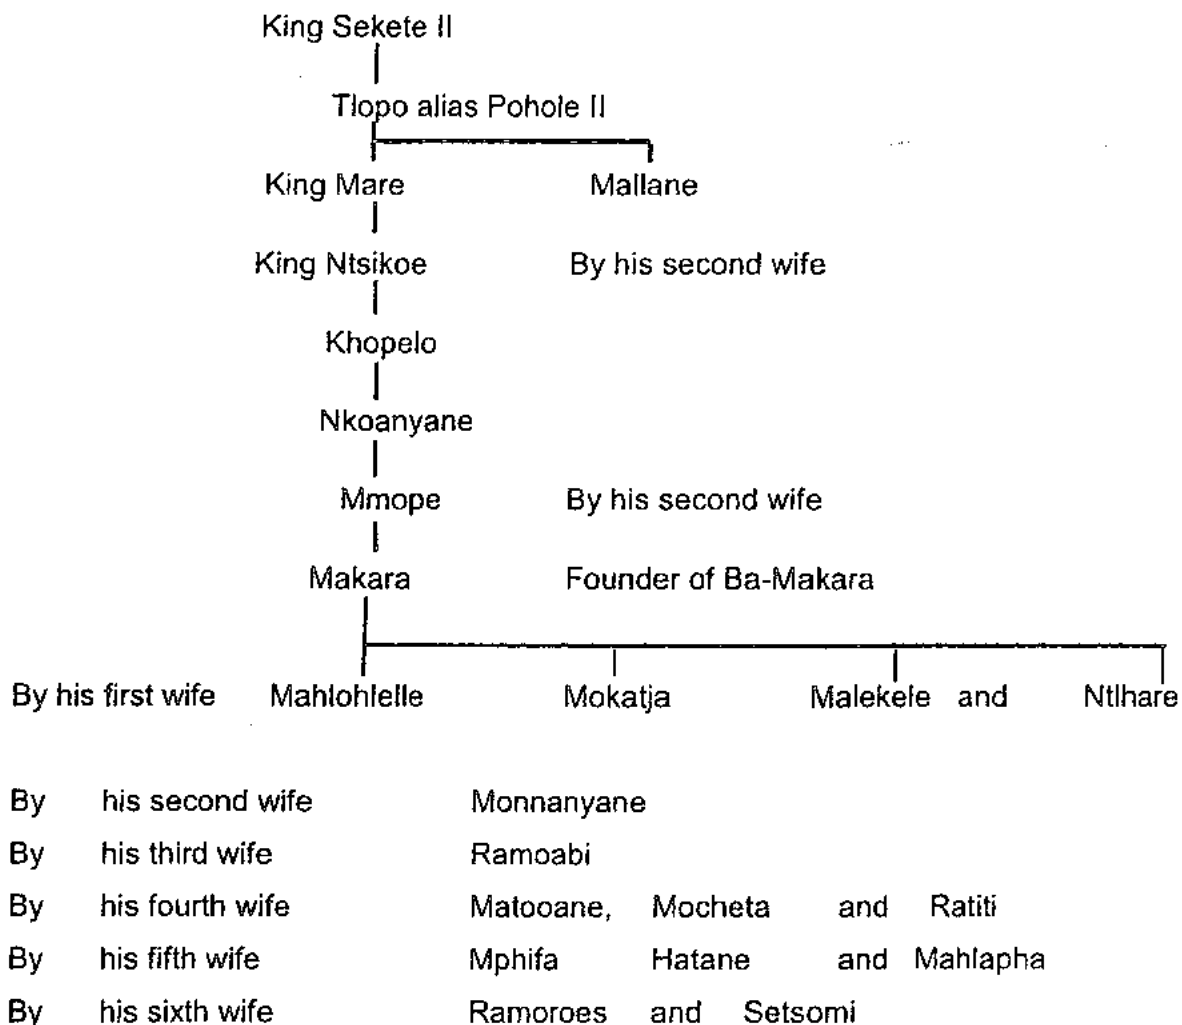 King Sekete II
Tlopo alias Pohole II
King Mare Mallane
King Ntsikoe By his second wife
Khopelo
Nkoanyane
Mmope By his second wife
Makara Founder of Ba-Makara
By his first wife Mahlohlelle Mokatja Malekele and Ntlhare
By his second wife Monnanyane
By his third wife Ramoabi
By his fourth wife Matooane, Mocheta and Ratiti
By his fifth wife Mphifa Hatane and Mahlapha
By his sixth wife Ramoroes and Setsomi